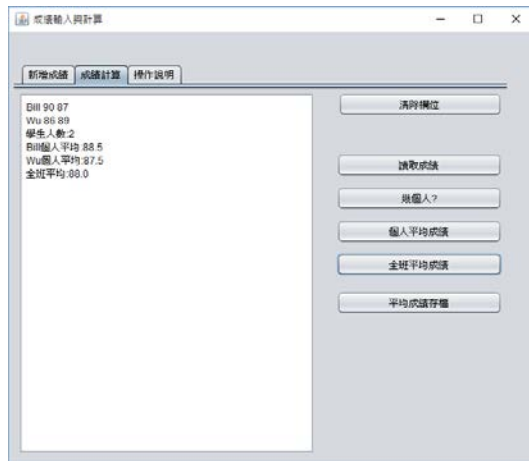 成績輸入與計算
新增成績 成績計算 操作說明
Bill 90 87
Wu 86 89
學生人數:2
Bill個人平均:88.5
Wu個人平均:87.5
全班平均:88.0
清除欄位
讀取成績
幾個人?
個人平均成績
全班平均成績
平均成績存檔